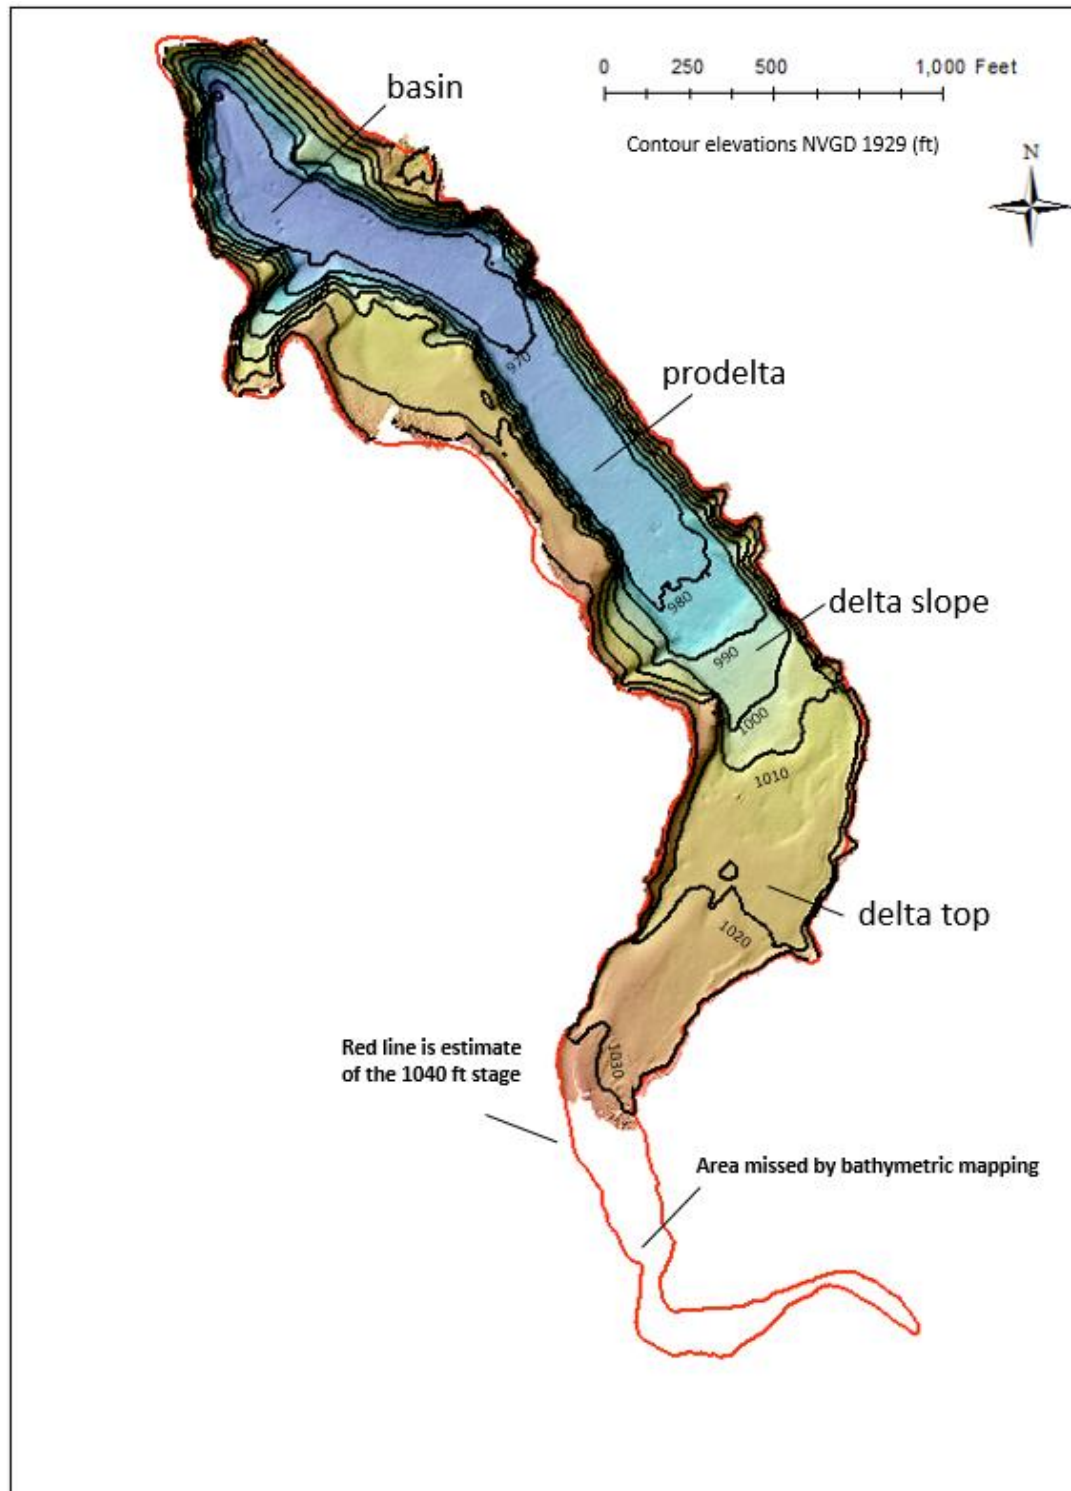 0 250 500 1,000 Feet
basin
Contour elevations NVGD 1929 (ft)
N
970
prodelta
980
delta slope
990
1000
1010
delta top
1020
Red line is estimate
of the 1040 ft stage
1030
Area missed by bathymetric mapping